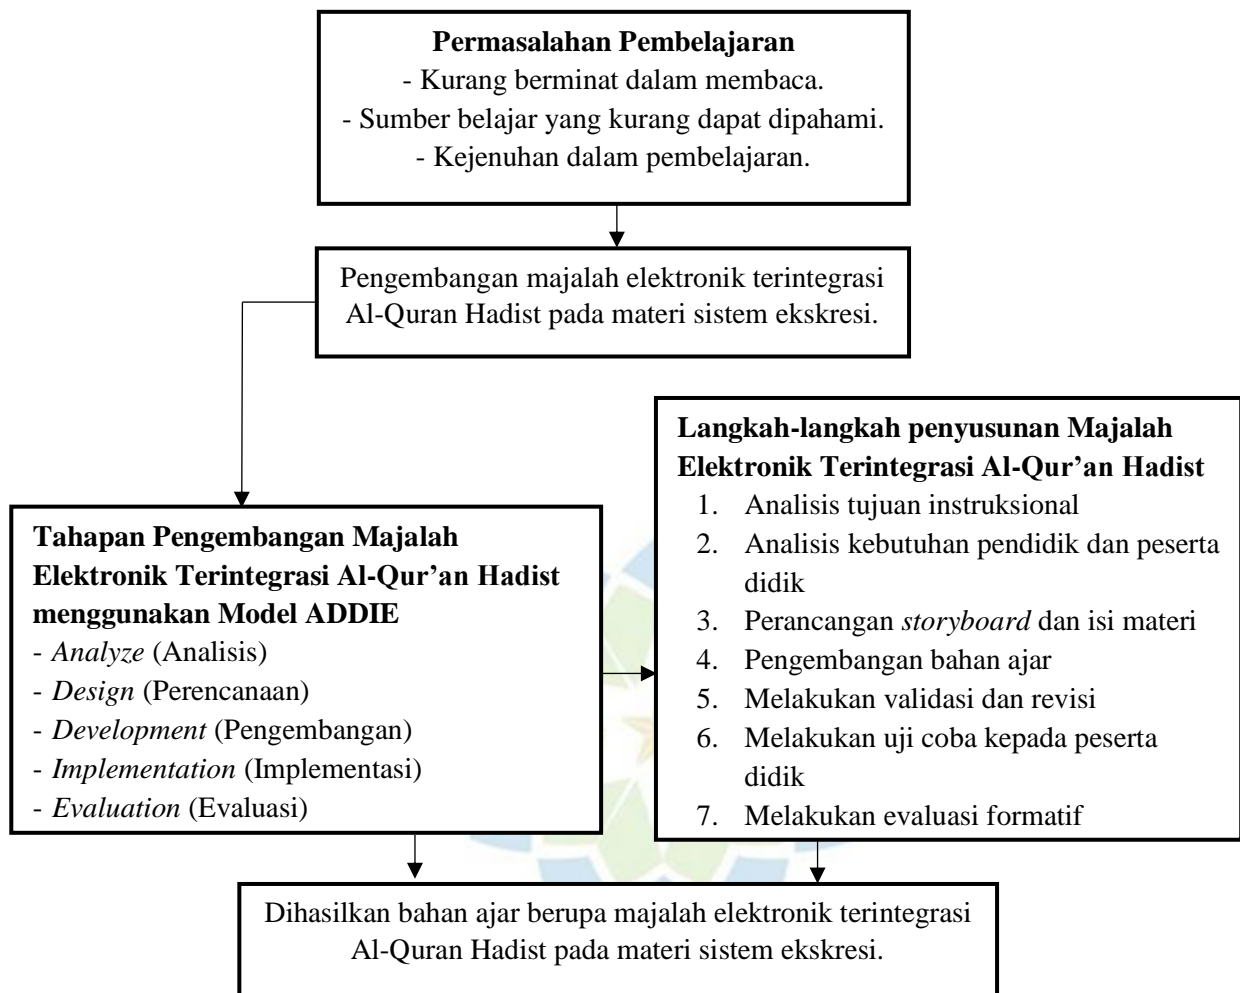 Permasalahan Pembelajaran
- Kurang berminat dalam membaca.
- Sumber belajar yang kurang dapat dipahami.
- Kejenuhan dalam pembelajaran.
Pengembangan majalah elektronik terintegrasi
Al-Quran Hadist pada materi sistem ekskresi.
Tahapan Pengembangan Majalah
Elektronik Terintegrasi Al-Qur’an Hadist
menggunakan Model ADDIE
- Analyze (Analisis)
- Design (Perencanaan)
- Development (Pengembangan)
- Implementation (Implementasi)
- Evaluation (Evaluasi)
Langkah-langkah penyusunan Majalah
Elektronik Terintegrasi Al-Qur’an Hadist
1. Analisis tujuan instruksional
2. Analisis kebutuhan pendidik dan peserta
didik
3. Perancangan storyboard dan isi materi
4. Pengembangan bahan ajar
5. Melakukan validasi dan revisi
6. Melakukan uji coba kepada peserta
didik
7. Melakukan evaluasi formatif
Dihasilkan bahan ajar berupa majalah elektronik terintegrasi
Al-Quran Hadist pada materi sistem ekskresi.